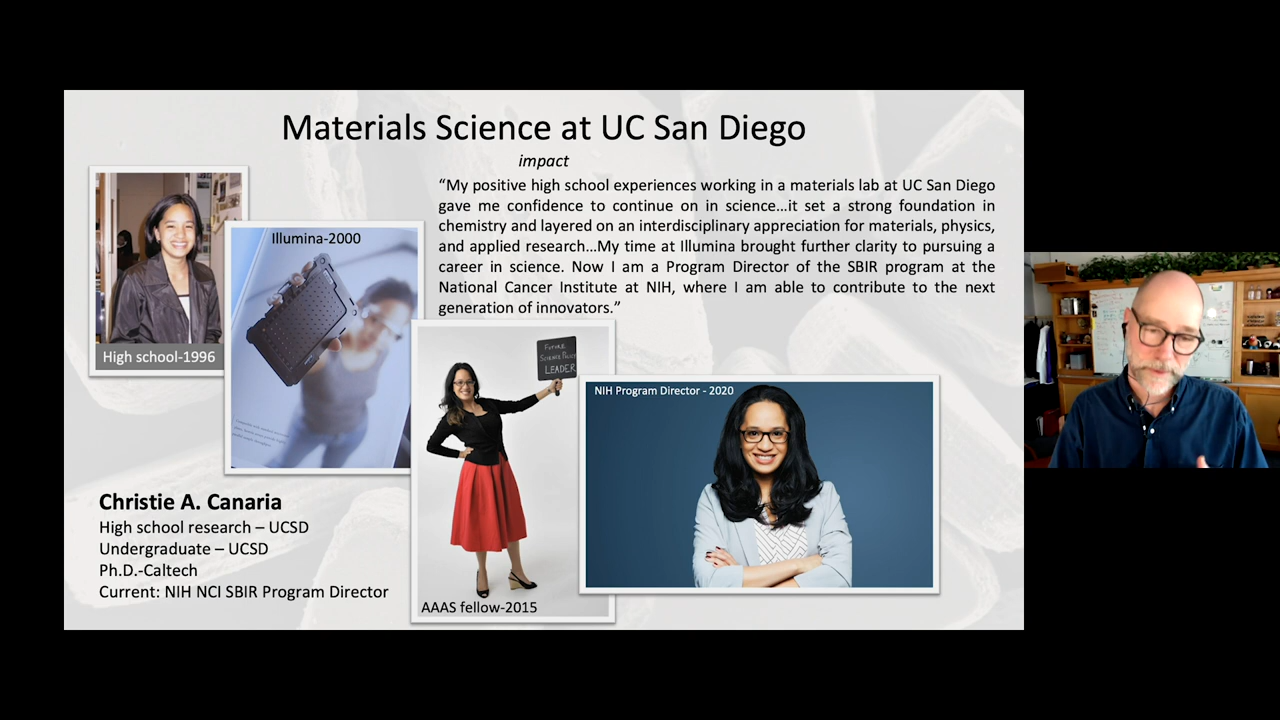 Materials Science at UC San Diego
impact
“My positive high school experiences working in a materials lab at UC San Diego
gave me confidence to continue on in science…it set a strong foundation in
chemistry and layered on an interdisciplinary appreciation for materials, physics,
and applied research…My time at Illumina brought further clarity to pursuing a
career in science. Now I am a Program Director of the SBIR program at the
National Cancer Institute at NIH, where I am able to contribute to the next
generation of innovators.”
High school-1996
Illumina-2000
FUTURE
SCIENCE POLICY
LEADER
AAAS fellow-2015
NIH Program Director - 2020
Christie A. Canaria
High school research – UCSD
Undergraduate – UCSD
Ph.D.-Caltech
Current: NIH NCI SBIR Program Director